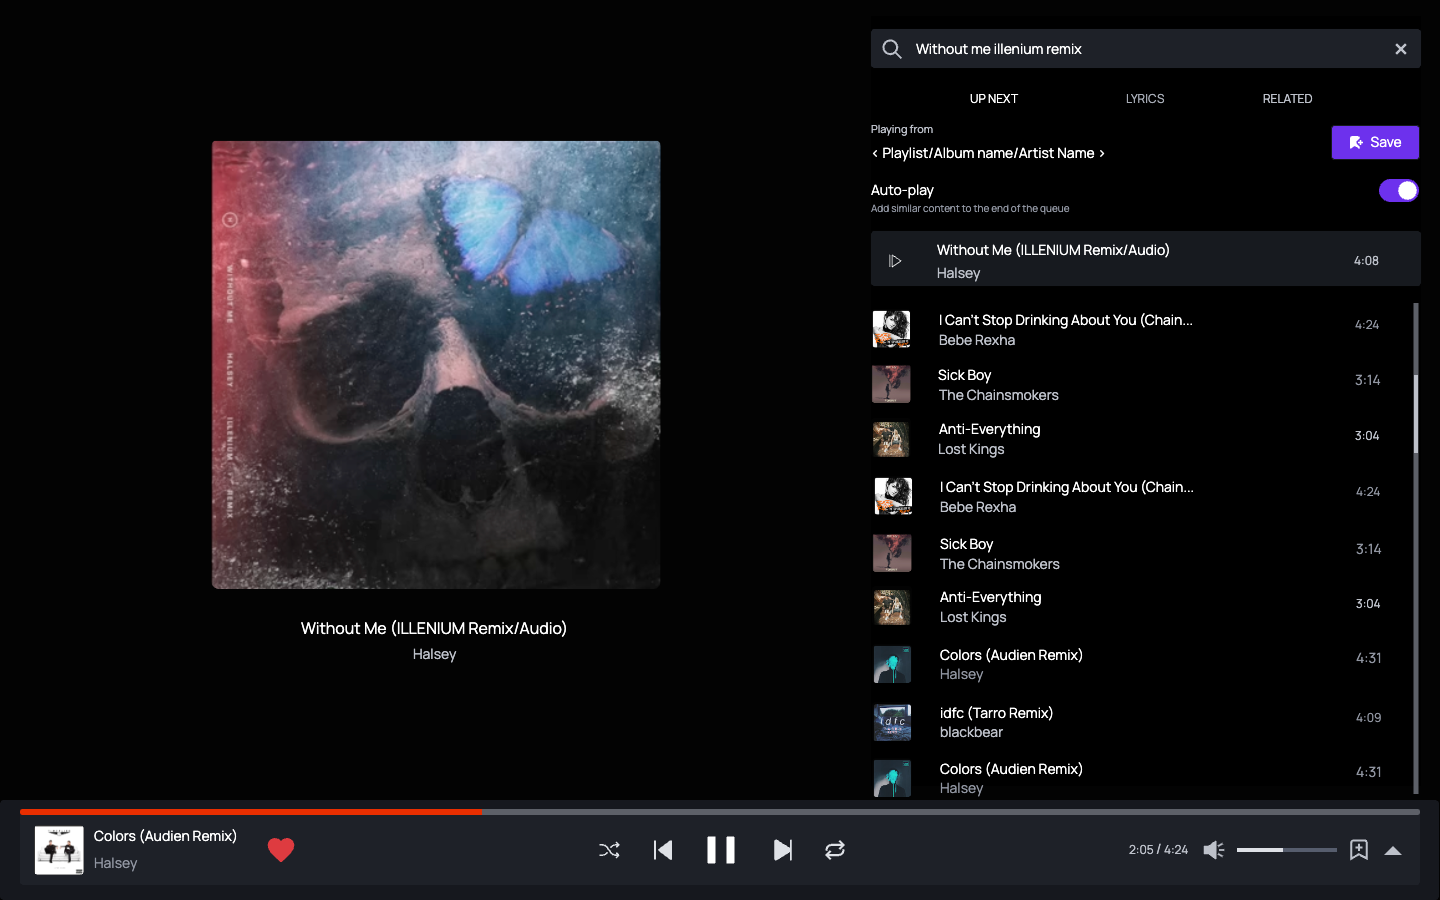 Without me illenium remix
UP NEXT
LYRICS
RELATED
Playing from
< Playlist/Album name/Artist Name >
Save
Auto-play
Add similar content to the end of the queue
Without Me (ILLENIUM Remix/Audio)
Halsey
4:08
I Can't Stop Drinking About You (Chain...
Bebe Rexha
4:24
Sick Boy
The Chainsmokers
3:14
Anti-Everything
Lost Kings
3:04
I Can't Stop Drinking About You (Chain...
Bebe Rexha
4:24
Sick Boy
The Chainsmokers
3:14
Anti-Everything
Lost Kings
3:04
Colors (Audien Remix)
Halsey
4:31
idfc
idfc (Tarro Remix)
blackbear
4:09
Colors (Audien Remix)
Halsey
4:31
WITHOUT ME
HALSEY
ILLENIUM
REMIX
Without Me (ILLENIUM Remix/Audio)
Halsey
Colors (Audien Remix)
Halsey
2:05 / 4:24